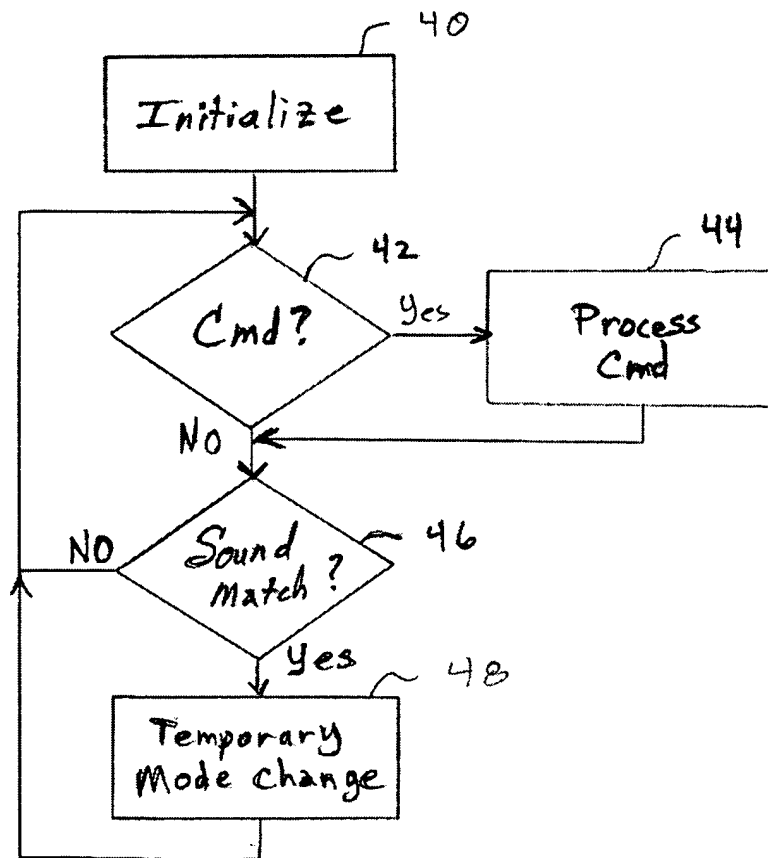 40
Initialize
42
Cmd?
Yes
44
Process
Cmd
NO
46
Sound
Match?
NO
Yes
48
Temporary
Mode Change